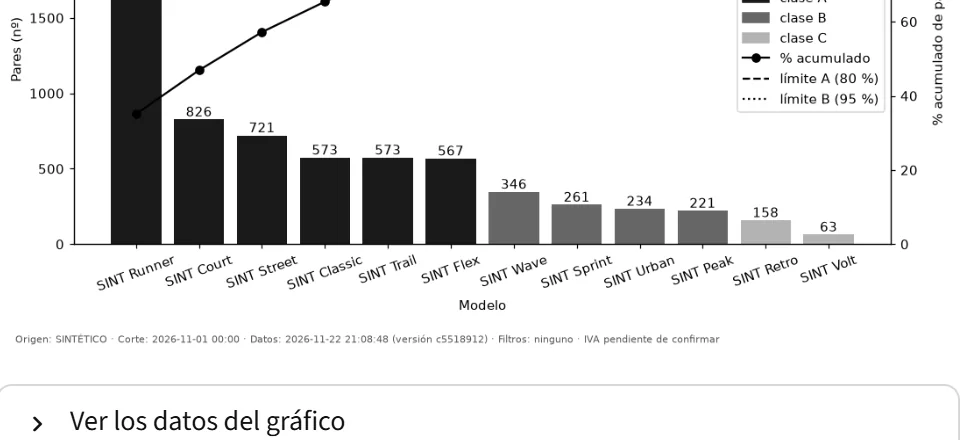 1500
1000
500
0
Pares (nº)
826
721
573
573
567
346
261
234
221
158
63
clase B
clase C
% acumulado
límite A (80 %)
límite B (95 %)
60
40
20
0
% acumulado de
SINT Runner
SINT Court
SINT Street
SINT Classic
SINT Trail
SINT Flex
SINT Wave
SINT Sprint
SINT Urban
SINT Peak
SINT Retro
SINT Volt
Modelo
Origen: SINTÉTICO · Corte: 2026-11-01 00:00 · Datos: 2026-11-22 21:08:48 (versión c5518912) · Filtros: ninguno · IVA pendiente de confirmar
Ver los datos del gráfico